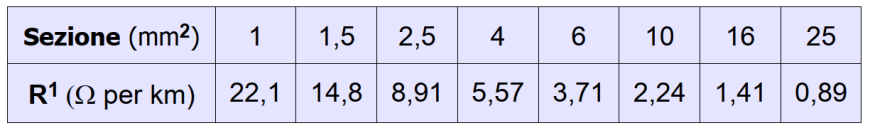 Sezione (mm²) 1 1,5 2,5 4 6 10 16 25
R¹ (Ω per km) 22,1 14,8 8,91 5,57 3,71 2,24 1,41 0,89